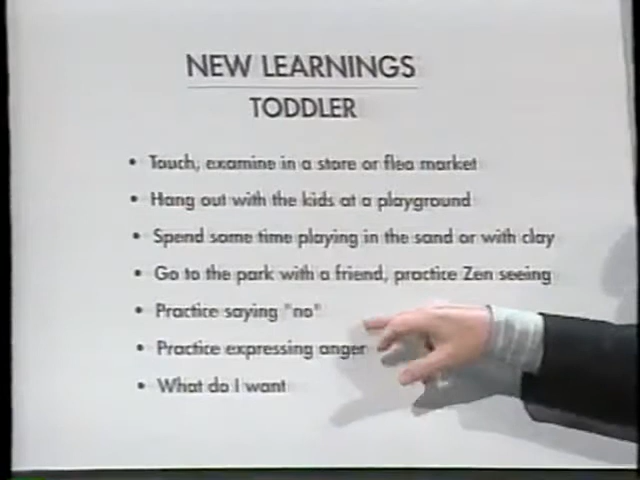 NEW LEARNINGS
TODDLER
• Touch, examine in a store or flea market
• Hang out with the kids at a playground
• Spend some time playing in the sand or with clay
• Go to the park with a friend, practice Zen seeing
• Practice saying "no"
• Practice expressing anger
• What do I want